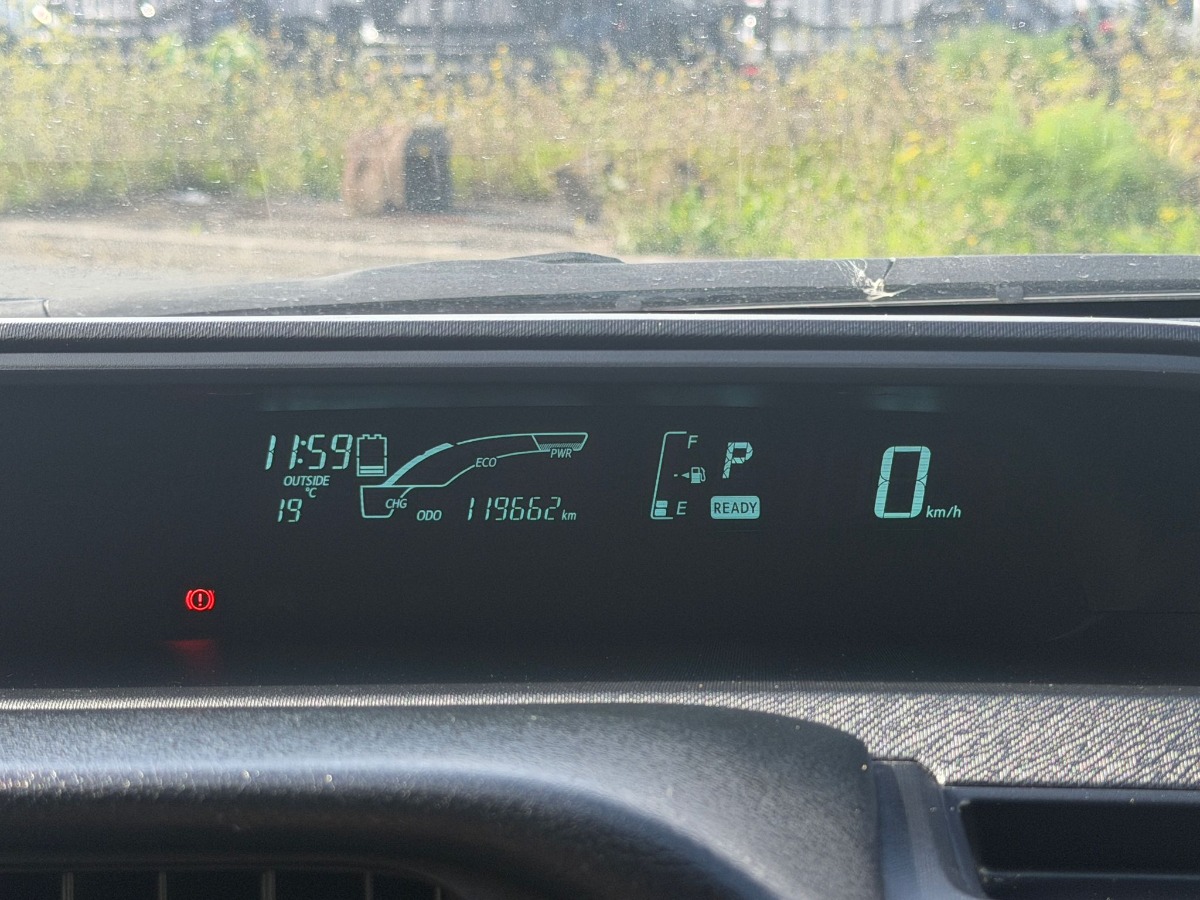 11:59
OUTSIDE
°C
19
CHG
ECO
PWR
ODO 119662 km
F
E
P
READY
0 km/h